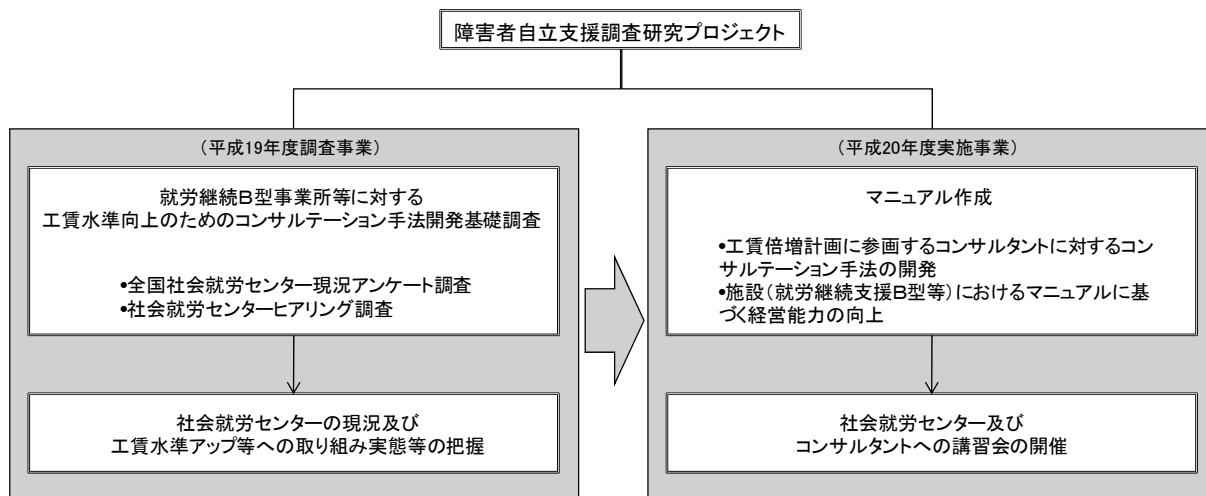 障害者自立支援調査研究プロジェクト
（平成19年度調査事業）
就労継続B型事業所等に対する
工賃水準向上のためのコンサルテーション手法開発基礎調査
•全国社会就労センター現況アンケート調査
•社会就労センターヒアリング調査
社会就労センターの現況及び
工賃水準アップ等への取り組み実態等の把握
（平成20年度実施事業）
マニュアル作成
•工賃倍増計画に参画するコンサルタントに対するコン
サルテーション手法の開発
•施設（就労継続支援B型等）におけるマニュアルに基
づく経営能力の向上
社会就労センター及び
コンサルタントへの講習会の開催